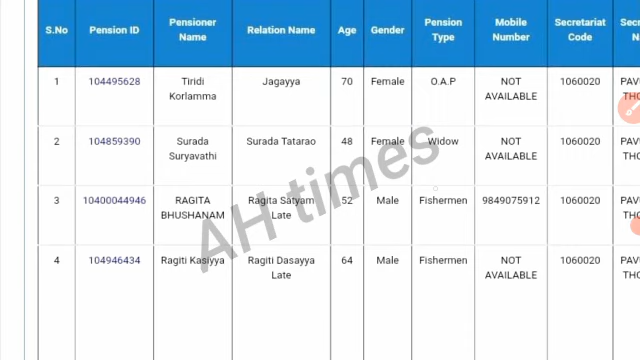 S.No Pension ID Pensioner Name Relation Name Age Gender Pension Type Mobile Number Secretariat Code
1 104495628 Tiridi Korlamma Jagayya 70 Female O.A.P NOT AVAILABLE 1060020
2 104859390 Surada Suryavathi Surada Tatarao 48 Female Widow NOT AVAILABLE 1060020
3 10400044946 RAGITA BHUSHANAM Ragita Satyam Late 52 Male Fishermen 9849075912 1060020
4 104946434 Ragiti Kasiyya Ragiti Dasayya Late 64 Male Fishermen NOT AVAILABLE 1060020
AH times